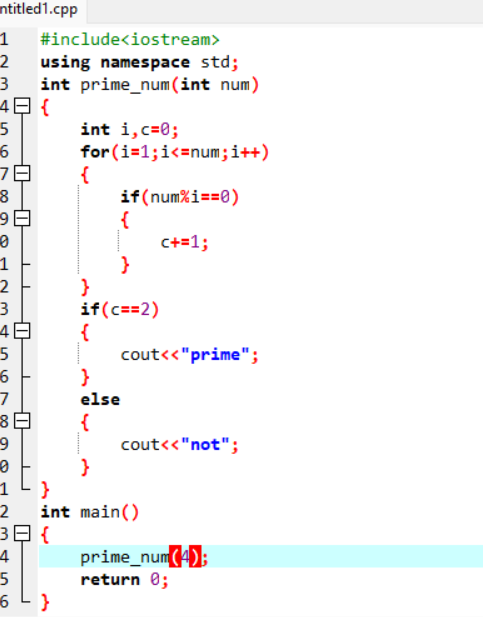 ntitled1.cpp
1 #include<iostream>
2 using namespace std;
3 int prime_num(int num)
4 {
5 int i,c=0;
6 for(i=1;i<=num;i++)
7 {
8 if(num%i==0)
9 {
0 c+=1;
1 }
2 }
3 if(c==2)
4 {
5 cout<<"prime";
6 }
7 else
8 {
9 cout<<"not";
0 }
1 }
2 int main()
3 {
4 prime_num(4);
5 return 0;
6 }